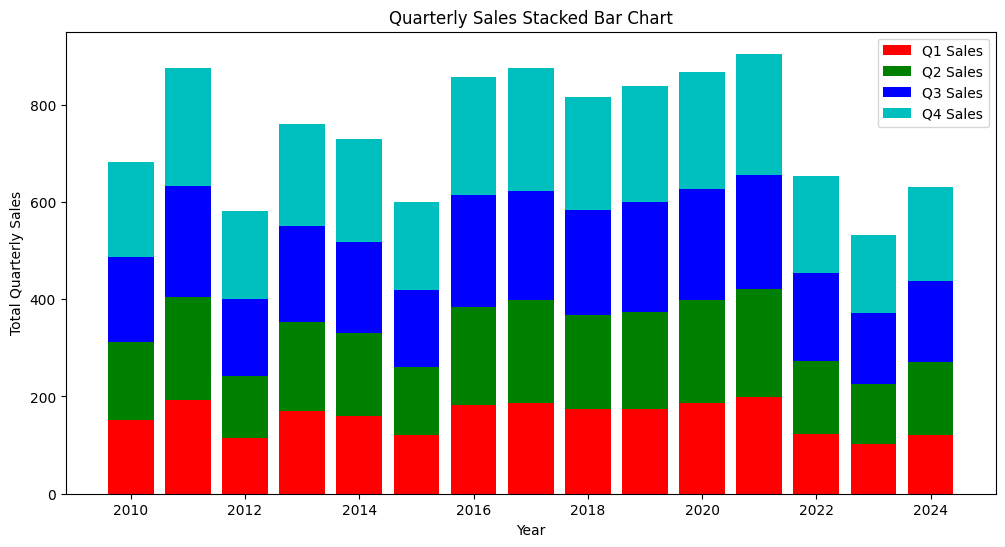 Quarterly Sales Stacked Bar Chart
Q1 Sales
Q2 Sales
Q3 Sales
Q4 Sales
Total Quarterly Sales
800
600
400
200
0
2010 2012 2014 2016 2018 2020 2022 2024
Year